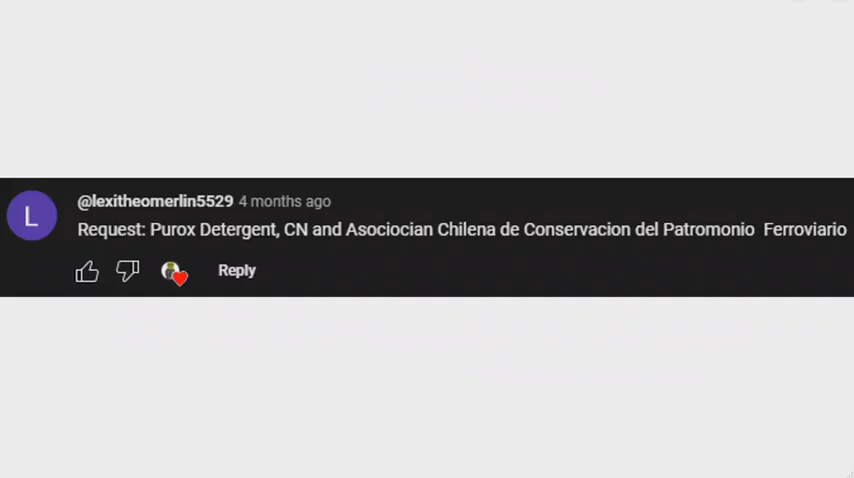 L
@lexitheomerlin5529 4 months ago
Request: Purox Detergent, CN and Asociocian Chilena de Conservacion del Patromonio Ferroviario
Reply